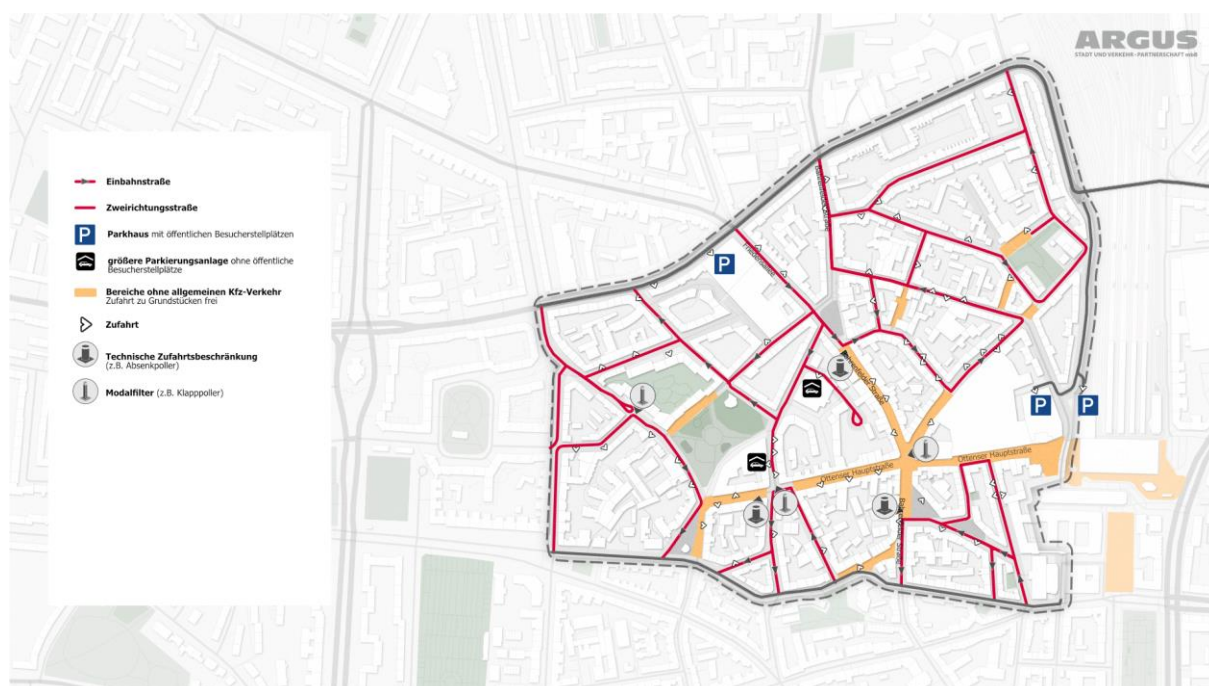 ARGUS
STADT UND VERKEHR · PARTNERSCHAFT mbB
Einbahnstraße
Zweirichtungsstraße
P Parkhaus mit öffentlichen Besucherstellplätzen
größere Parkierungsanlage ohne öffentliche
Besucherstellplätze
Bereiche ohne allgemeinen Kfz-Verkehr
Zufahrt zu Grundstücken frei
Zufahrt
Technische Zufahrtsbeschränkung
(z.B. Absenkpoller)
Modalfilter (z.B. Klapppoller)
P
P
P
Ottenser Hauptstraße
Ottenser Hauptstraße